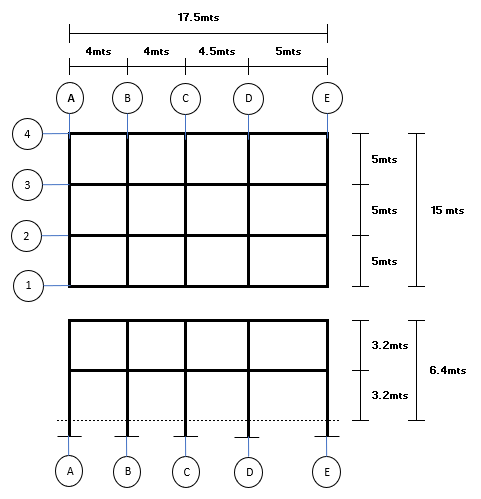 17.5mts
4mts 4mts 4.5mts 5mts
A B C D E
4
5mts
3
5mts 15 mts
2
5mts
1
3.2mts
6.4mts
3.2mts
A B C D E